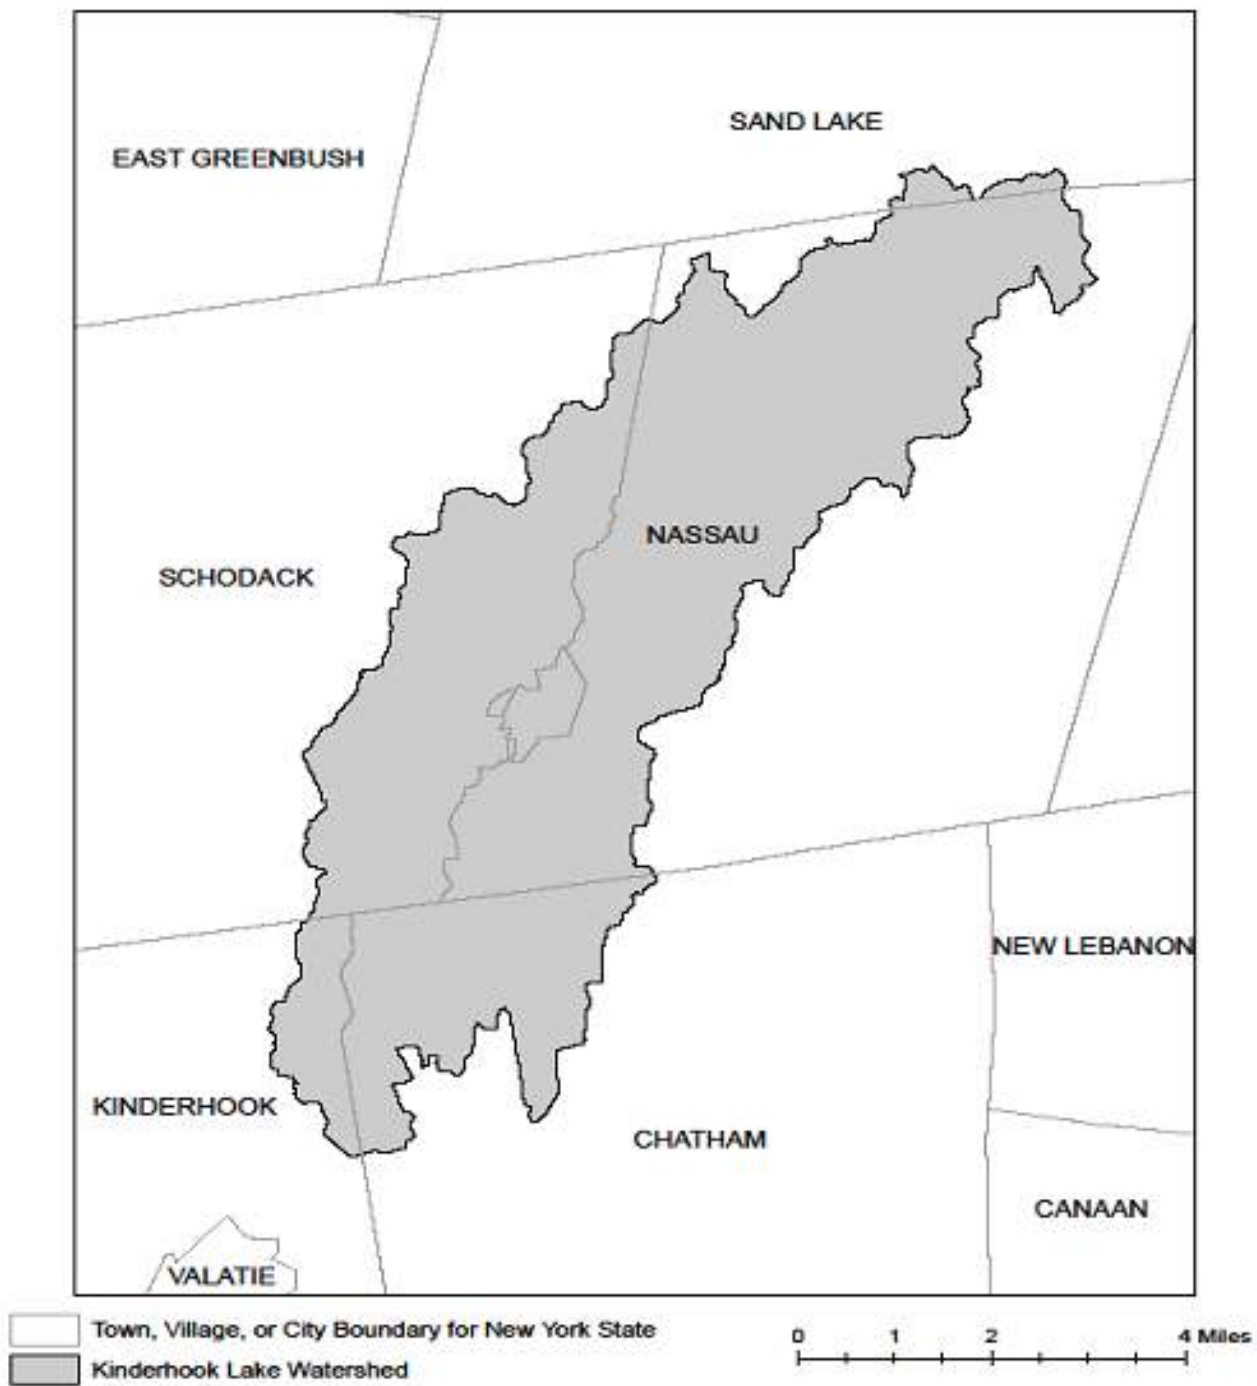 SAND LAKE
EAST GREENBUSH
NASSAU
SCHODACK
NEW LEBANON
KINDERHOOK
CHATHAM
CANAAN
VALATIE
Town, Village, or City Boundary for New York State
Kinderhook Lake Watershed
0 1 2 4 Miles